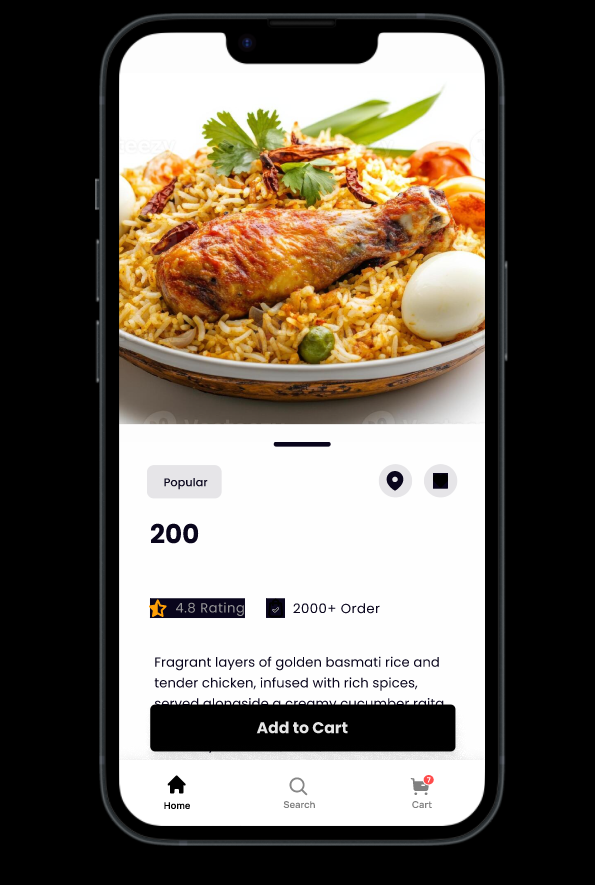 Popular
200
4.8 Rating
2000+ Order
Fragrant layers of golden basmati rice and
tender chicken, infused with rich spices,
served alongside a creamy cucumber raita
Add to Cart
7
Home
Search
Cart